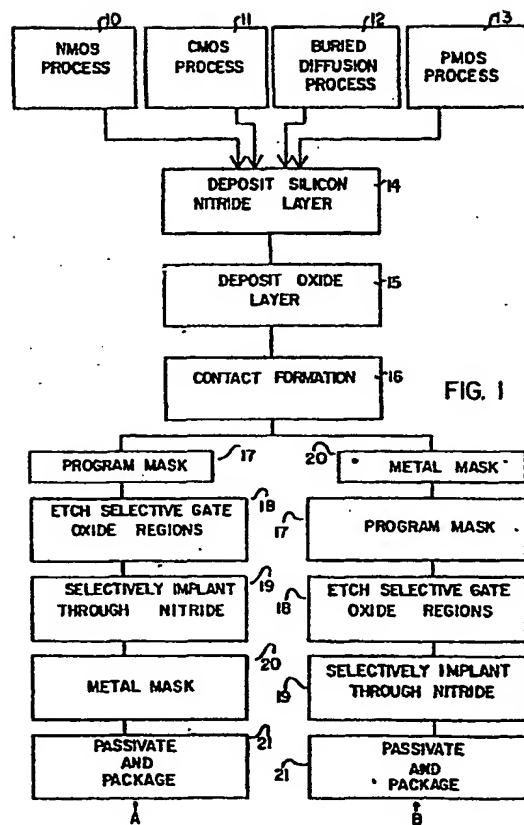 10
NMOS PROCESS
11
CMOS
PROCESS
12
BURIED
DIFFUSION
PROCESS
13
PMOS
PROCESS
DEPOSIT SILICON
NITRIDE LAYER
14
DEPOSIT OXIDE
LAYER
15
CONTACT FORMATION
16
FIG. 1
PROGRAM MASK
17
ETCH SELECTIVE GATE
OXIDE REGIONS
18
SELECTIVELY IMPLANT
THROUGH NITRIDE
19
METAL MASK
20
PASSIVATE
AND
PACKAGE
21
A
20
METAL MASK
17
PROGRAM MASK
18
ETCH SELECTIVE GATE
OXIDE REGIONS
19
SELECTIVELY IMPLANT
THROUGH NITRIDE
21
PASSIVATE
AND
PACKAGE
B